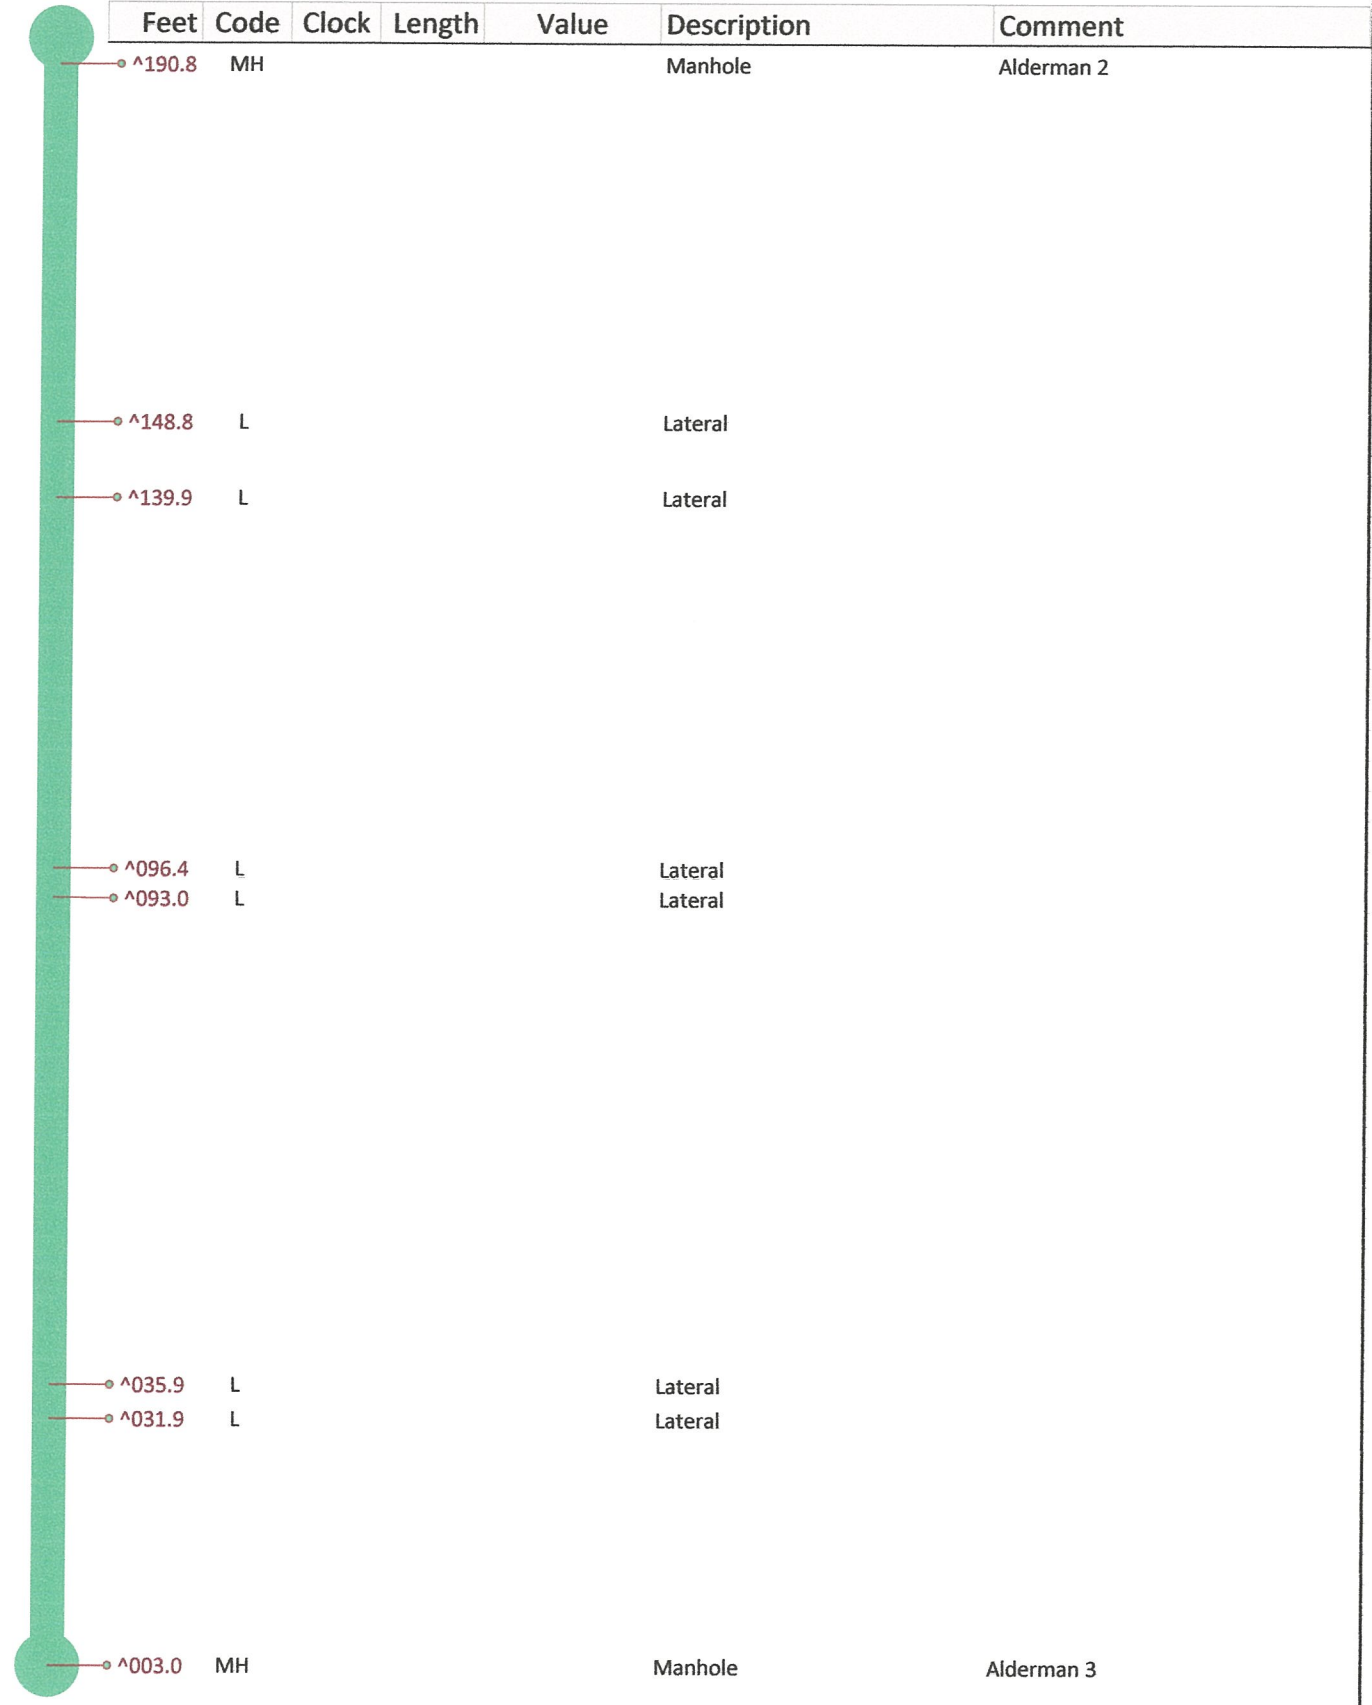 Feet Code Clock Length Value Description Comment
^190.8 MH Manhole Alderman 2
^148.8 L Lateral
^139.9 L Lateral
^096.4 L Lateral
^093.0 L Lateral
^035.9 L Lateral
^031.9 L Lateral
^003.0 MH Manhole Alderman 3